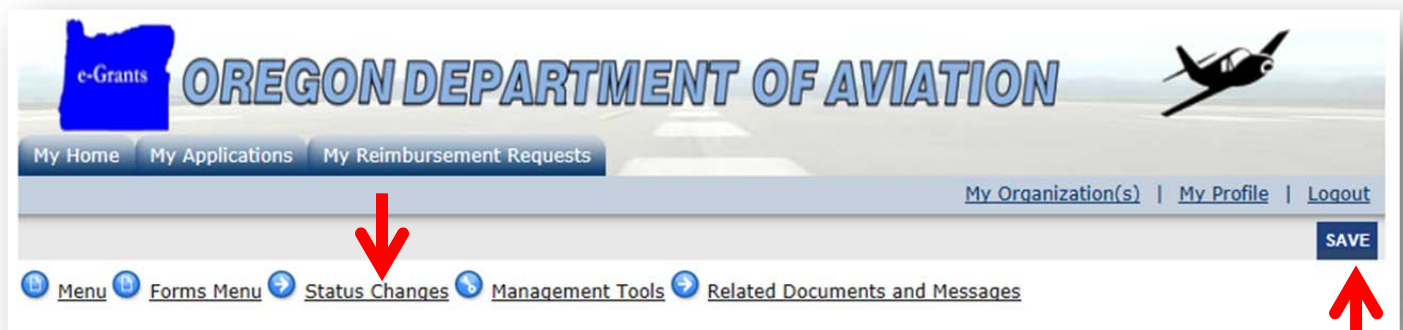 e-Grants
OREGON DEPARTMENT OF AVIATION
My Home My Applications My Reimbursement Requests
My Organization(s) | My Profile | Logout
SAVE
Menu Forms Menu Status Changes Management Tools Related Documents and Messages